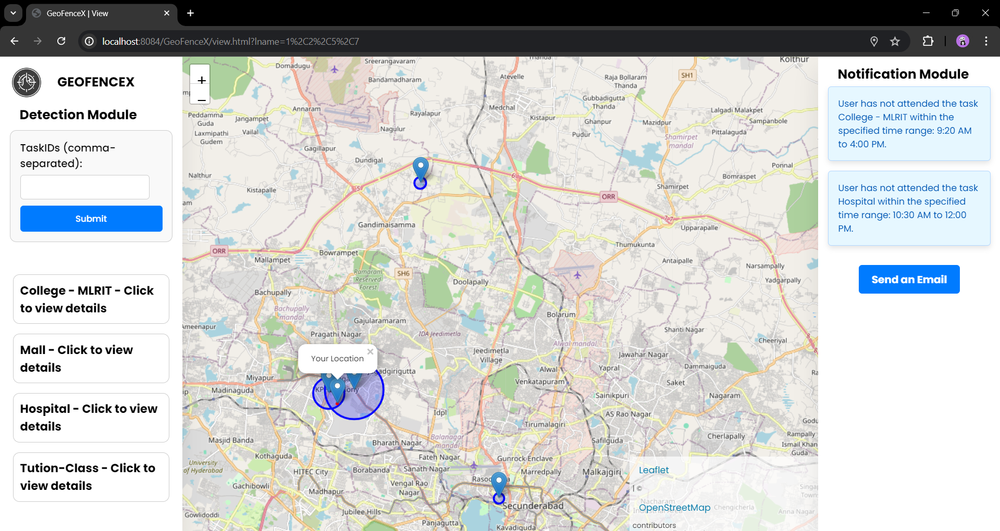 GeoFenceX | View
localhost:8084/GeoFenceX/view.html?lname=1%2C2%2C5%2C7
GEOFENCEX
Detection Module
TaskIDs (comma-
separated):
Submit
College - MLRIT - Click
to view details
Mall - Click to view
details
Hospital - Click to view
details
Tution-Class - Click to
view details
+
−
Thanda
Kolthur
Sreerangavaram
Domadugu
Bandamadharam
Atevelle
Raja Bollaram
Thanda
SH1
Gubbadigutta
Thanda
Annaram
Rayalapur
Medchal
Lalgadi Malakpet
Peddamma
Guda
Jangampet
Kistapur
Ghanpur
Mazidpur
Sampanbole
Laxmipathi
Gudem
Vailal
Nagulur
Pudur
Pittalaguda
Shamirpet
mandal
Gagillapur
Dundigal
Nalthur
Ponnal
Kistapalle
Bomraspet
Shamirpet
ORR
Gandimaisamma
Upparapalle
ORR
Mallampet
Bowrampet
Thumukunta
Antaipalle
SH6
Ramaram
Reserved
Forest
Narsampally
Doolapally
Yadgarpally
Bachupally
Bachupally
mandal
Gajularamaram
Bolarum
Ameenapur
Pragathi Nagar
IDA Jeedimetla
Shanti Nagar
Cheeriyal
Alwal mandal
Jeedimetla
Village
Jawahar Nagar
Your Location
×
Dammaiguda
Yapral
Alwal
Miyapur
Venkatapuram
Saket
Madinaguda
Sainikpuri
Nagaram
Idpl
AS Rao Nagar
Tirumalagiri
Cherlapally
Rampally
Masjid Banda
Bharath Nagar
Balanagar
mandal
Safilguda
Ismail Khan
Guda
Kothaguda
Fateh Nagar
Gunrock Enclave
University
of Hyderabad
HITEC City
Borabanda
Sanath Nagar
Marredpally
Malkajgiri
Gachibowli
Madhapur
Vengal Rao
Nagar
Secunderabad
Gowlidoddi
Jubilee Hills
Panjagutta
Kavadiguda
Nacharam
Industrial Area
Chengicherla
Anna Nagar
Leaflet
| ©
OpenStreetMap
contributors
Notification Module
User has not attended the task
College - MLRIT within the
specified time range: 9:20 AM
to 4:00 PM.
User has not attended the task
Hospital within the specified
time range: 10:30 AM to 12:00
PM.
Send an Email